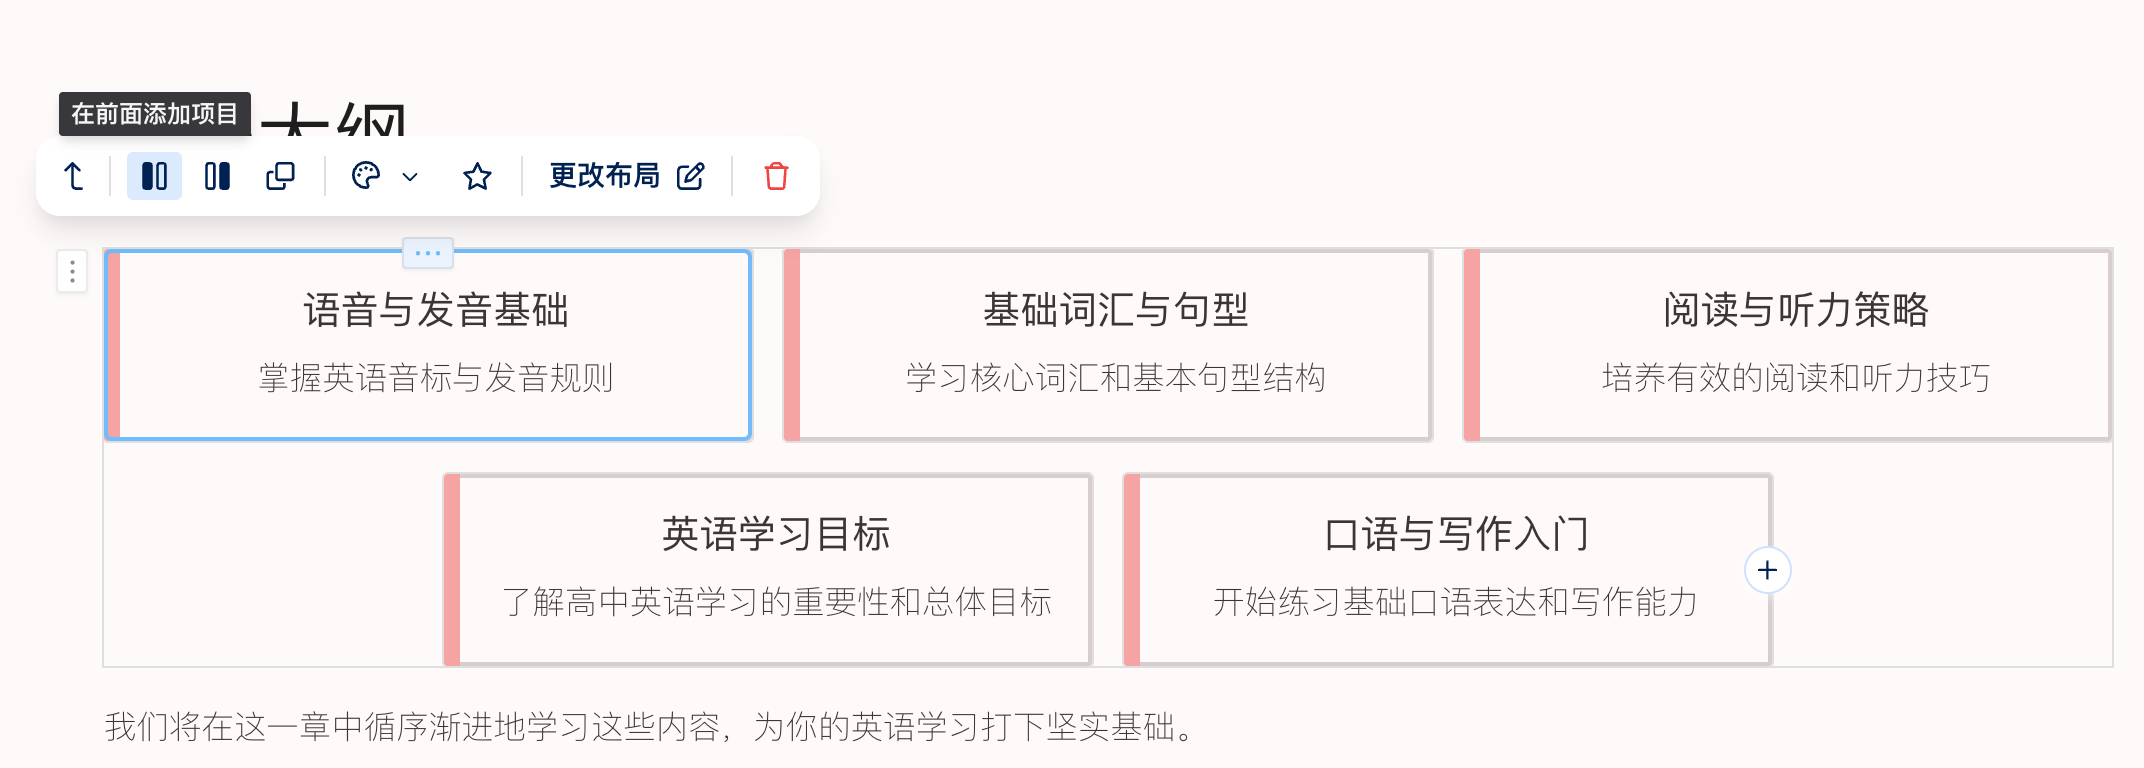 在前面添加项目
大纲
更改布局
语音与发音基础
掌握英语音标与发音规则
基础词汇与句型
学习核心词汇和基本句型结构
阅读与听力策略
培养有效的阅读和听力技巧
英语学习目标
了解高中英语学习的重要性和总体目标
口语与写作入门
开始练习基础口语表达和写作能力
我们将在这一章中循序渐进地学习这些内容，为你的英语学习打下坚实基础。